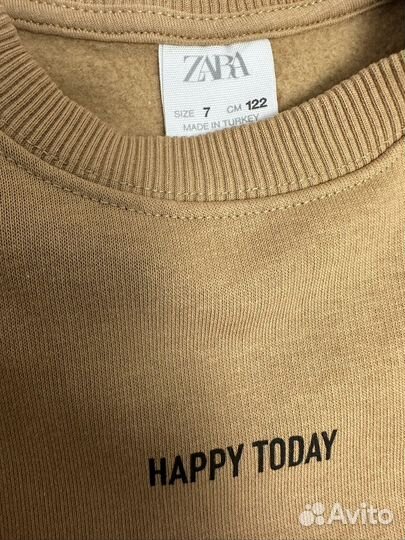 ZARA
SIZE 7 CM 122
MADE IN TURKEY
HAPPY TODAY
Avito